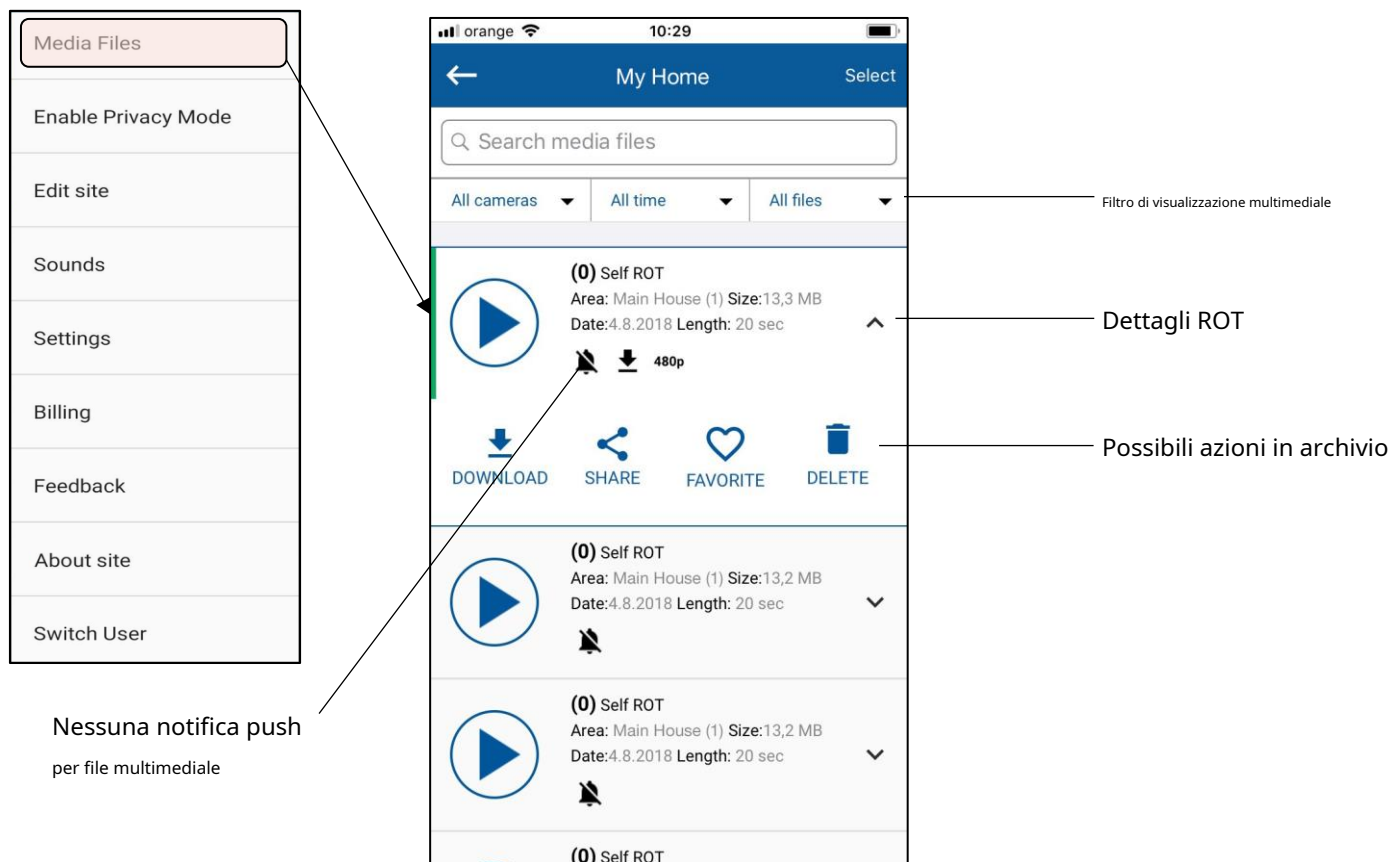 Media Files
Enable Privacy Mode
Edit site
Sounds
Settings
Billing
Feedback
About site
Switch User
Nessuna notifica push
per file multimediale
orange 10:29
My Home Select
Search media files
All cameras All time All files
Filtro di visualizzazione multimediale
(0) Self ROT
Area: Main House (1) Size:13,3 MB
Date:4.8.2018 Length: 20 sec
480p
Dettagli ROT
DOWNLOAD SHARE FAVORITE DELETE
Possibili azioni in archivio
(0) Self ROT
Area: Main House (1) Size:13,2 MB
Date:4.8.2018 Length: 20 sec
(0) Self ROT
Area: Main House (1) Size:13,2 MB
Date:4.8.2018 Length: 20 sec
(0) Self ROT